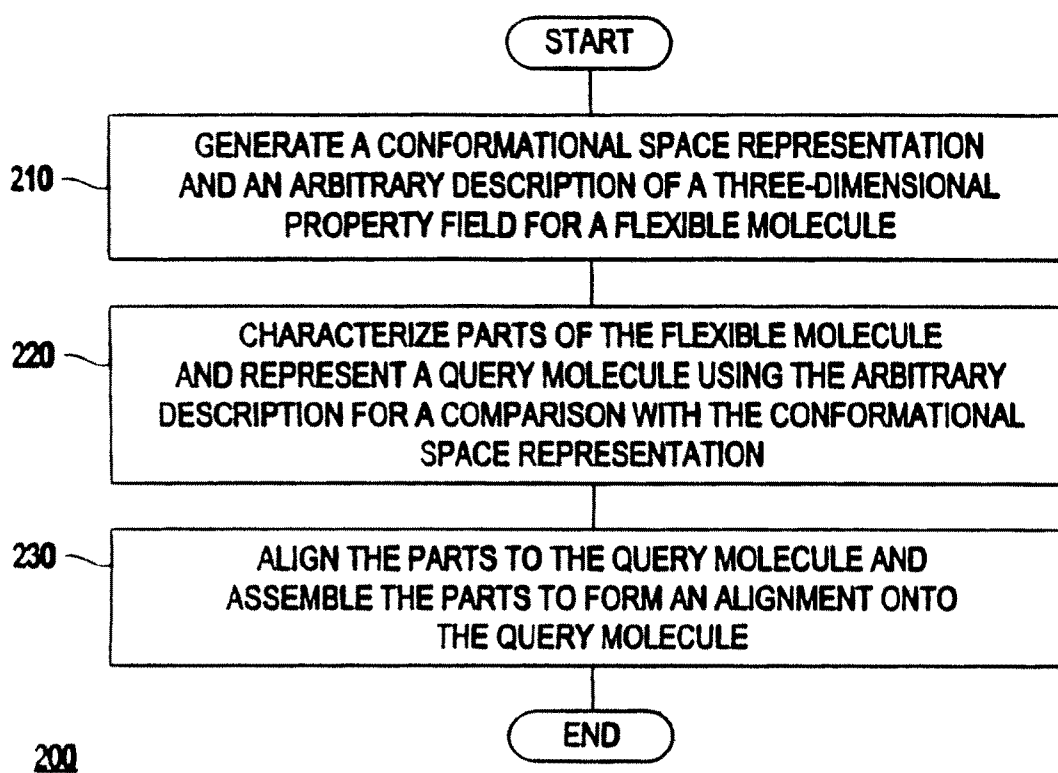 START
210
GENERATE A CONFORMATIONAL SPACE REPRESENTATION
AND AN ARBITRARY DESCRIPTION OF A THREE-DIMENSIONAL
PROPERTY FIELD FOR A FLEXIBLE MOLECULE
220
CHARACTERIZE PARTS OF THE FLEXIBLE MOLECULE
AND REPRESENT A QUERY MOLECULE USING THE ARBITRARY
DESCRIPTION FOR A COMPARISON WITH THE CONFORMATIONAL
SPACE REPRESENTATION
230
ALIGN THE PARTS TO THE QUERY MOLECULE AND
ASSEMBLE THE PARTS TO FORM AN ALIGNMENT ONTO
THE QUERY MOLECULE
END
200